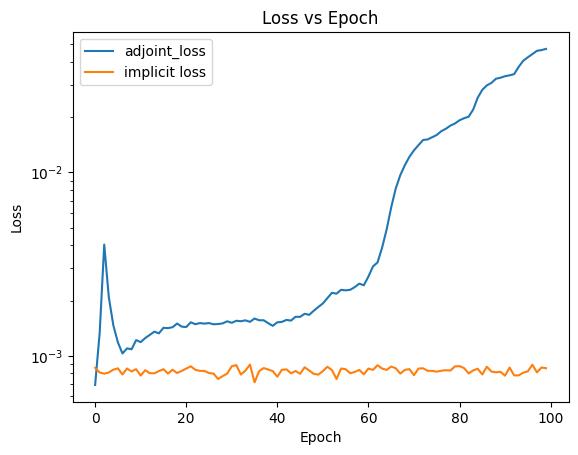 Loss vs Epoch
adjoint_loss
implicit loss
10⁻²
10⁻³
Loss
0 20 40 60 80 100
Epoch